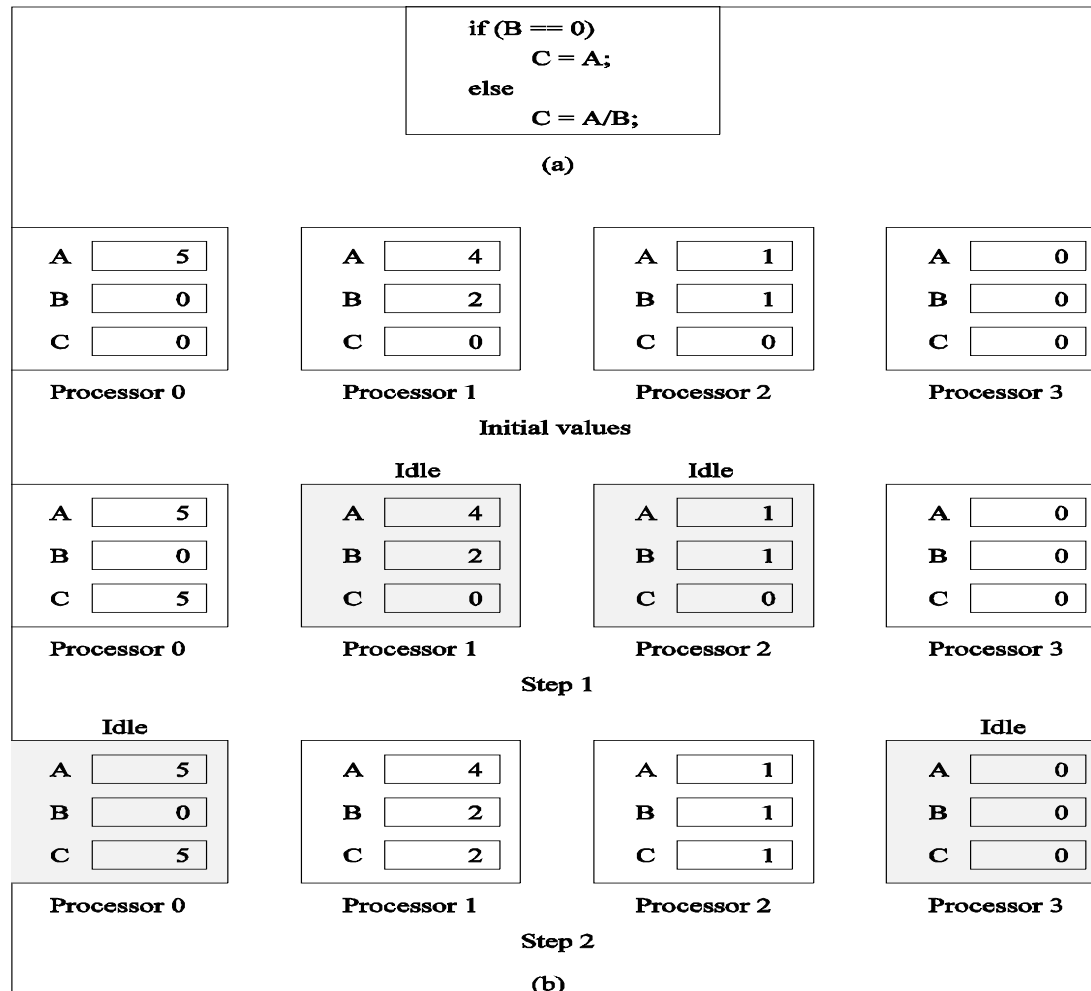 if (B == 0)
C = A;
else
C = A/B;
(a)
A 5 A 4 A 1 A 0
B 0 B 2 B 1 B 0
C 0 C 0 C 0 C 0
Processor 0 Processor 1 Processor 2 Processor 3
Initial values
Idle Idle
A 5 A 4 A 1 A 0
B 0 B 2 B 1 B 0
C 5 C 0 C 0 C 0
Processor 0 Processor 1 Processor 2 Processor 3
Step 1
Idle Idle
A 5 A 4 A 1 A 0
B 0 B 2 B 1 B 0
C 5 C 2 C 1 C 0
Processor 0 Processor 1 Processor 2 Processor 3
Step 2
(b)